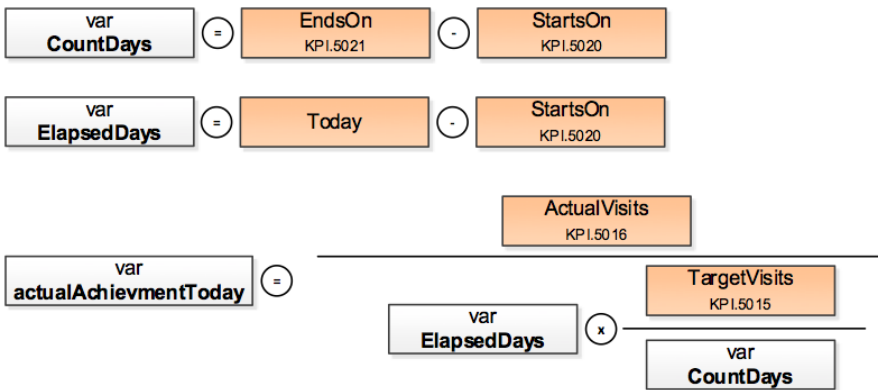 var
CountDays
=
EndsOn
KPI.5021
-
StartsOn
KPI.5020
var
ElapsedDays
=
Today
-
StartsOn
KPI.5020
var
actualAchievmentToday
=
ActualVisits
KPI.5016
var
ElapsedDays
x
TargetVisits
KPI.5015
var
CountDays